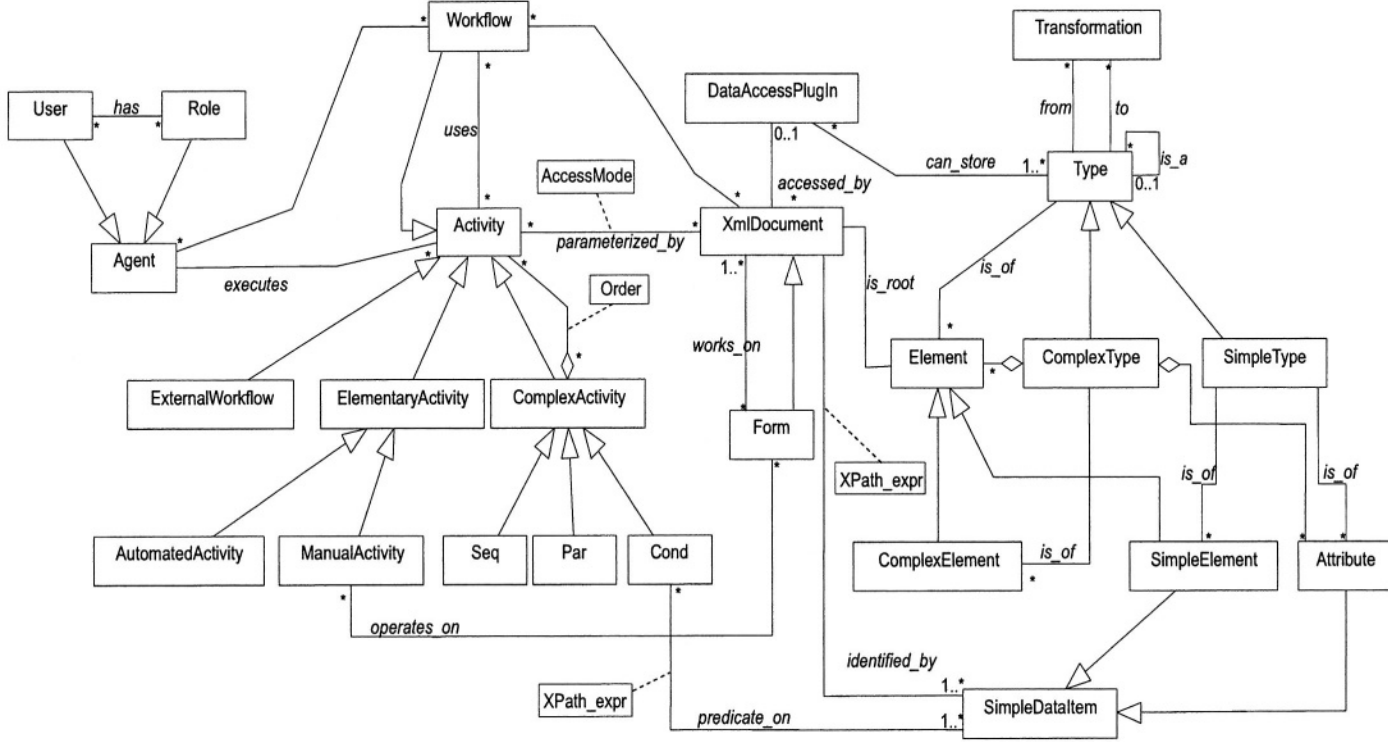 Workflow
*
*
*
Transformation
*
*
DataAccessPlugIn
from
to
User
has
Role
*
*
uses
0..1
*
*
can_store
1..*
Type
is_a
0..1
AccessMode
accessed_by
*
*
*
Activity
*
*
XmlDocument
parameterized_by
*
Agent
executes
*
*
1..*
is_of
Order
is_root
works_on
*
*
Element
*
ComplexType
SimpleType
ExternalWorkflow
ElementaryActivity
ComplexActivity
*
Form
*
XPath_expr
is_of
is_of
AutomatedActivity
ManualActivity
Seq
Par
Cond
ComplexElement
is_of
*
*
SimpleElement
*
*
Attribute
*
*
operates_on
identified_by
XPath_expr
predicate_on
1..*
1..*
SimpleDataItem